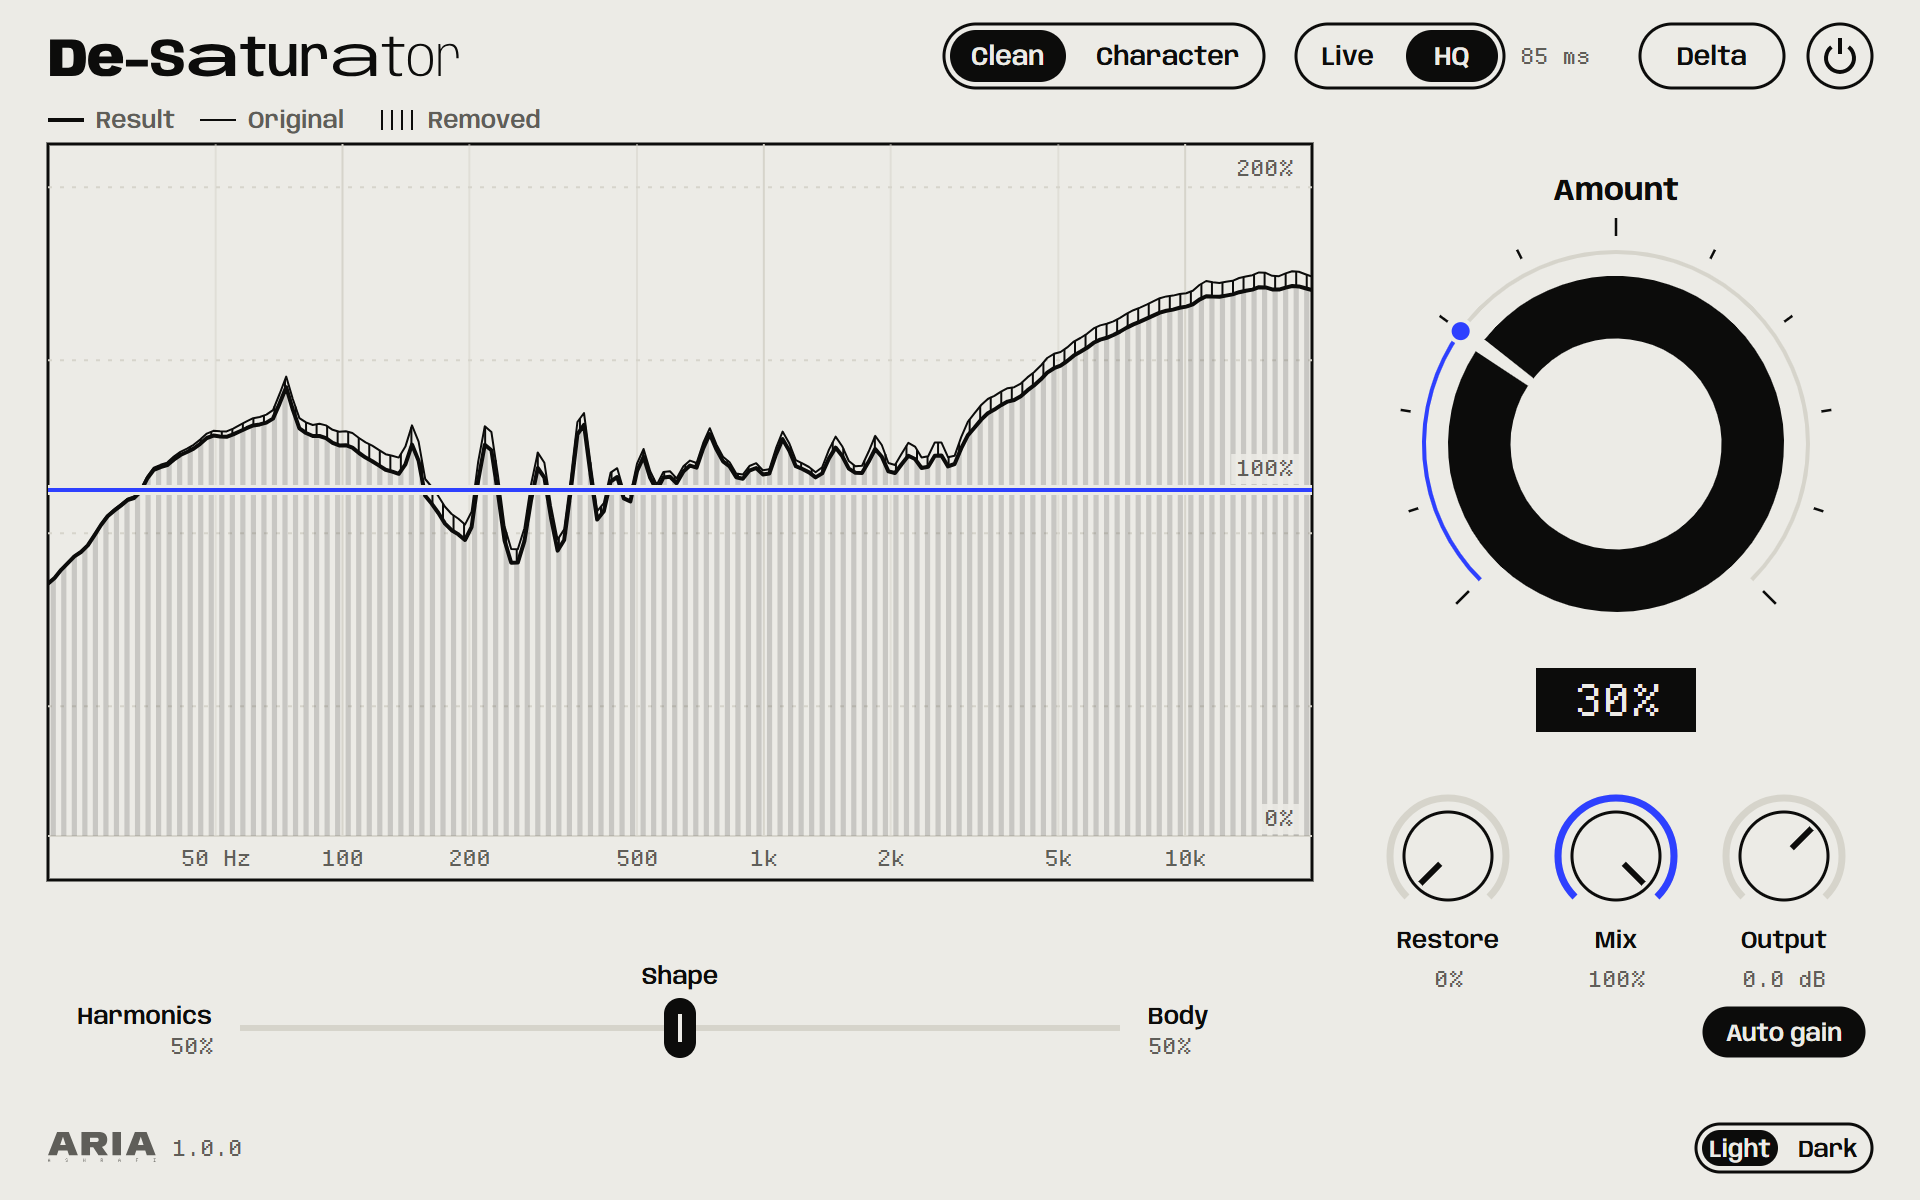 De-Saturator
Clean Character
Live HQ 85 ms
Delta
Result Original Removed
200%
100%
0%
50 Hz 100 200 500 1k 2k 5k 10k
Amount
30%
Restore Mix Output
0% 100% 0.0 dB
Shape
Harmonics
50%
Body
50%
Auto gain
ARIA 1.0.0
Light Dark